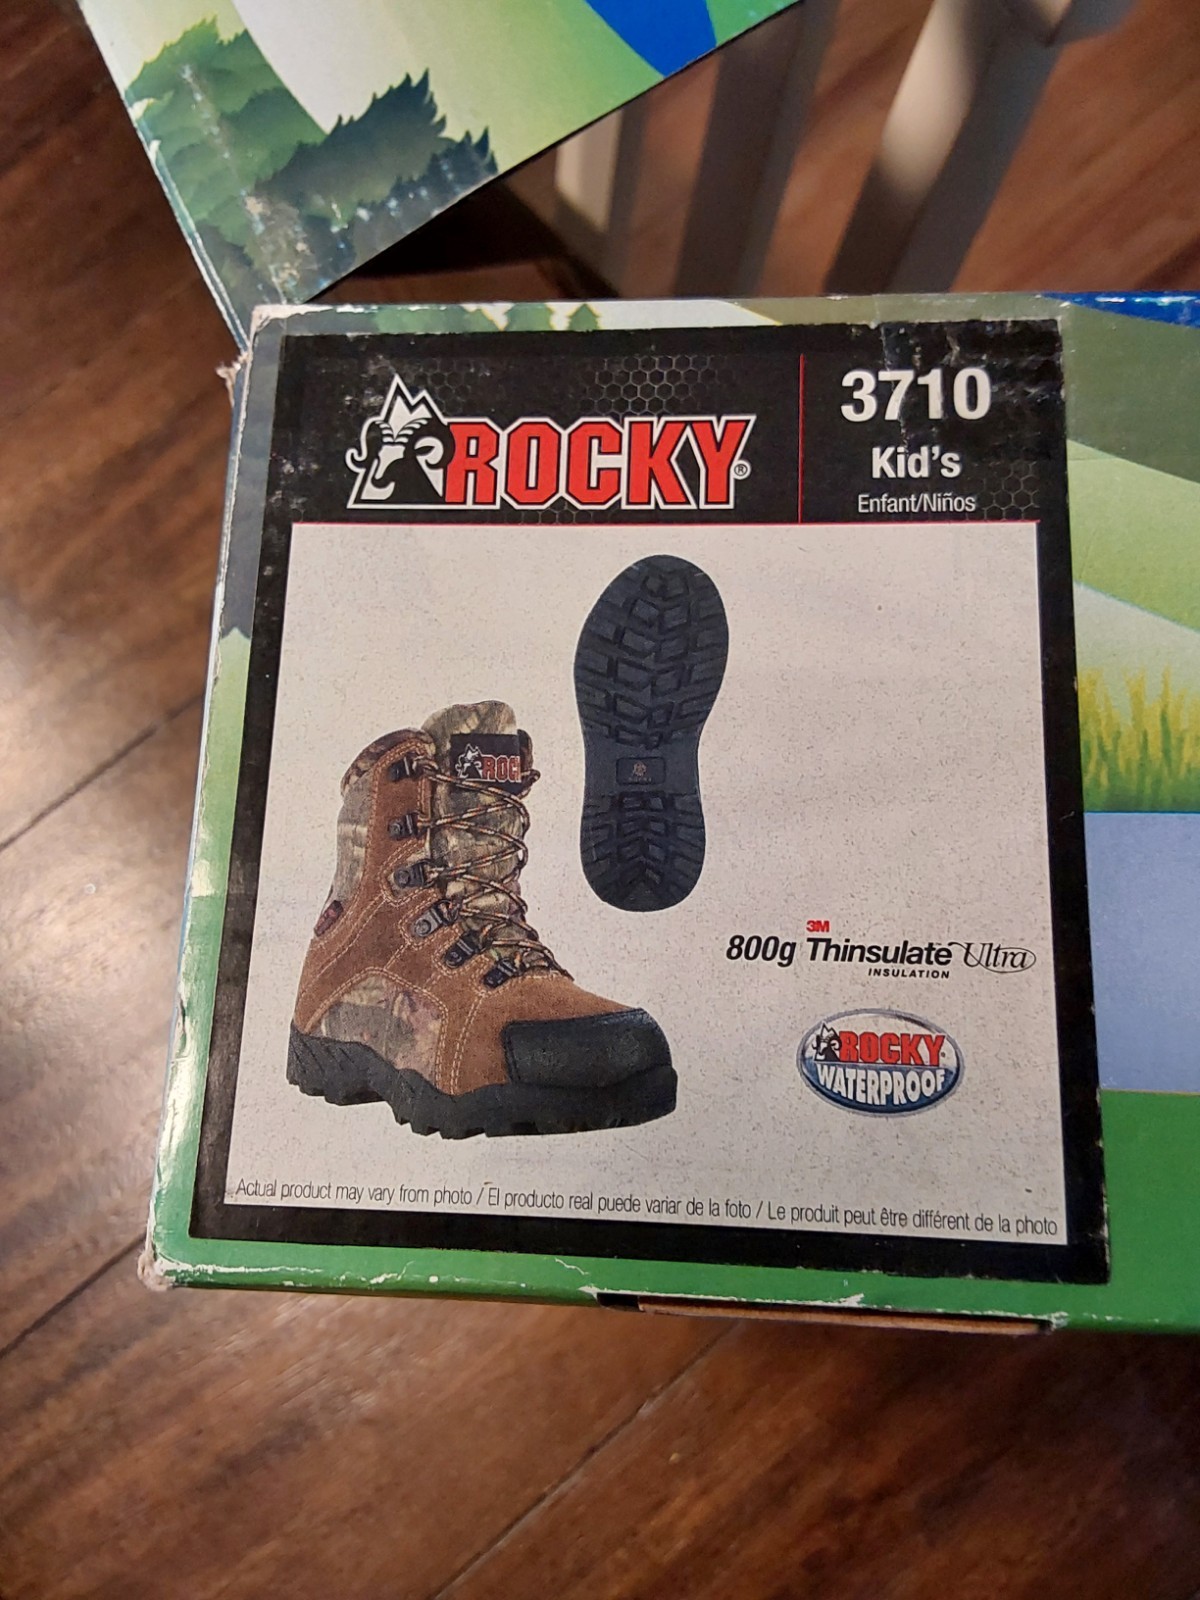 ROCKY®
3710
Kid's
Enfant/Niños
ROC
3M
800g Thinsulate Ultra
INSULATION
ROCKY
WATERPROOF
Actual product may vary from photo / El producto real puede variar de la foto / Le produit peut être différent de la photo